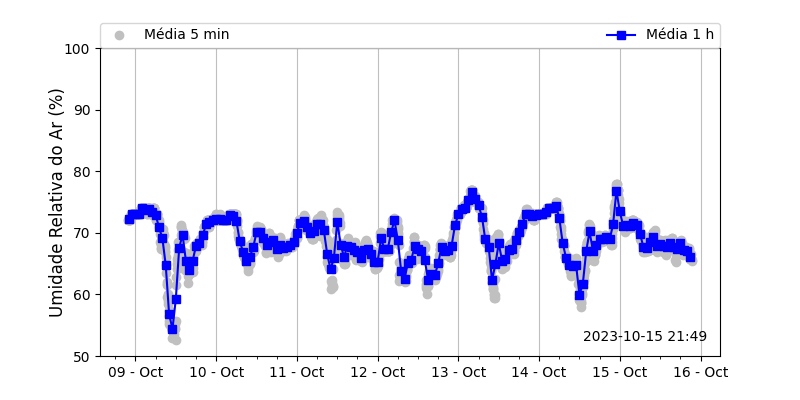 Média 5 min
Média 1 h
Umidade Relativa do Ar (%)
100
90
80
70
60
50
2023-10-15 21:49
09 - Oct
10 - Oct
11 - Oct
12 - Oct
13 - Oct
14 - Oct
15 - Oct
16 - Oct